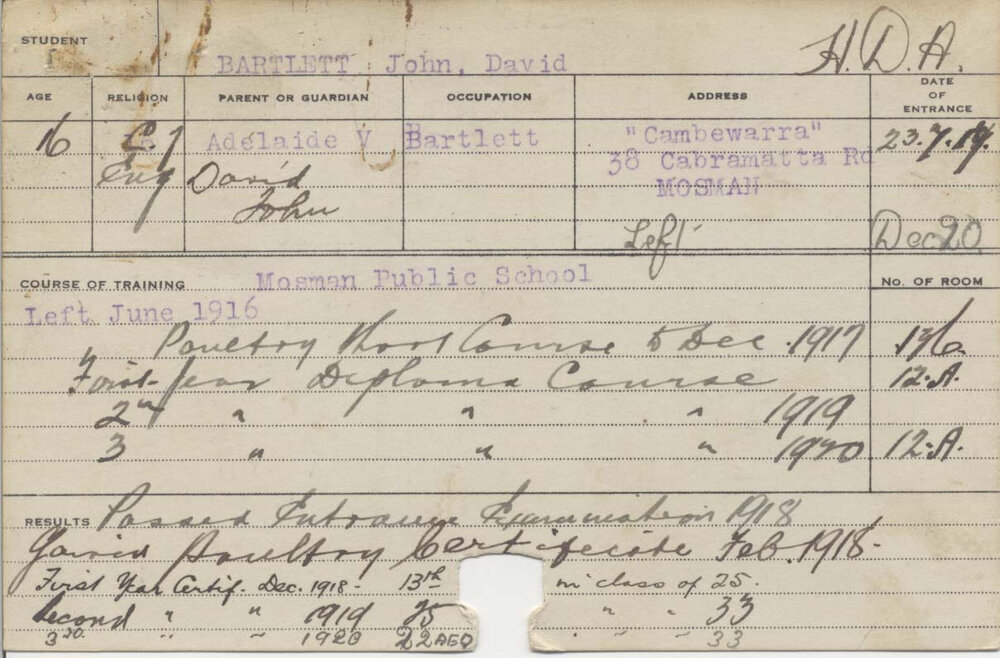 STUDENT BARTLETT John, David H.D.A.
AGE RELIGION PARENT OR GUARDIAN OCCUPATION ADDRESS DATE OF ENTRANCE
16 C. of Adelaide V Bartlett "Cambewarra" 23.7.17.
Eng David 38 Cabramatta Rd
John MOSMAN
Left Dec 20
COURSE OF TRAINING Mosman Public School No. OF ROOM
Left June 1916
" Poultry Short Course to Dec. 1917 136
First year Diploma Course 12.A.
2nd " " " 1919
3 " " " 1920 12.A.
RESULTS Passed Entrance Examination 1918
Gained Poultry Certificate Feb. 1918.
First Year Certif. Dec. 1918 - 13th in class of 25.
Second " " 1919 25 " " 33
3rd. " " 1920 22 AEQ " " 33